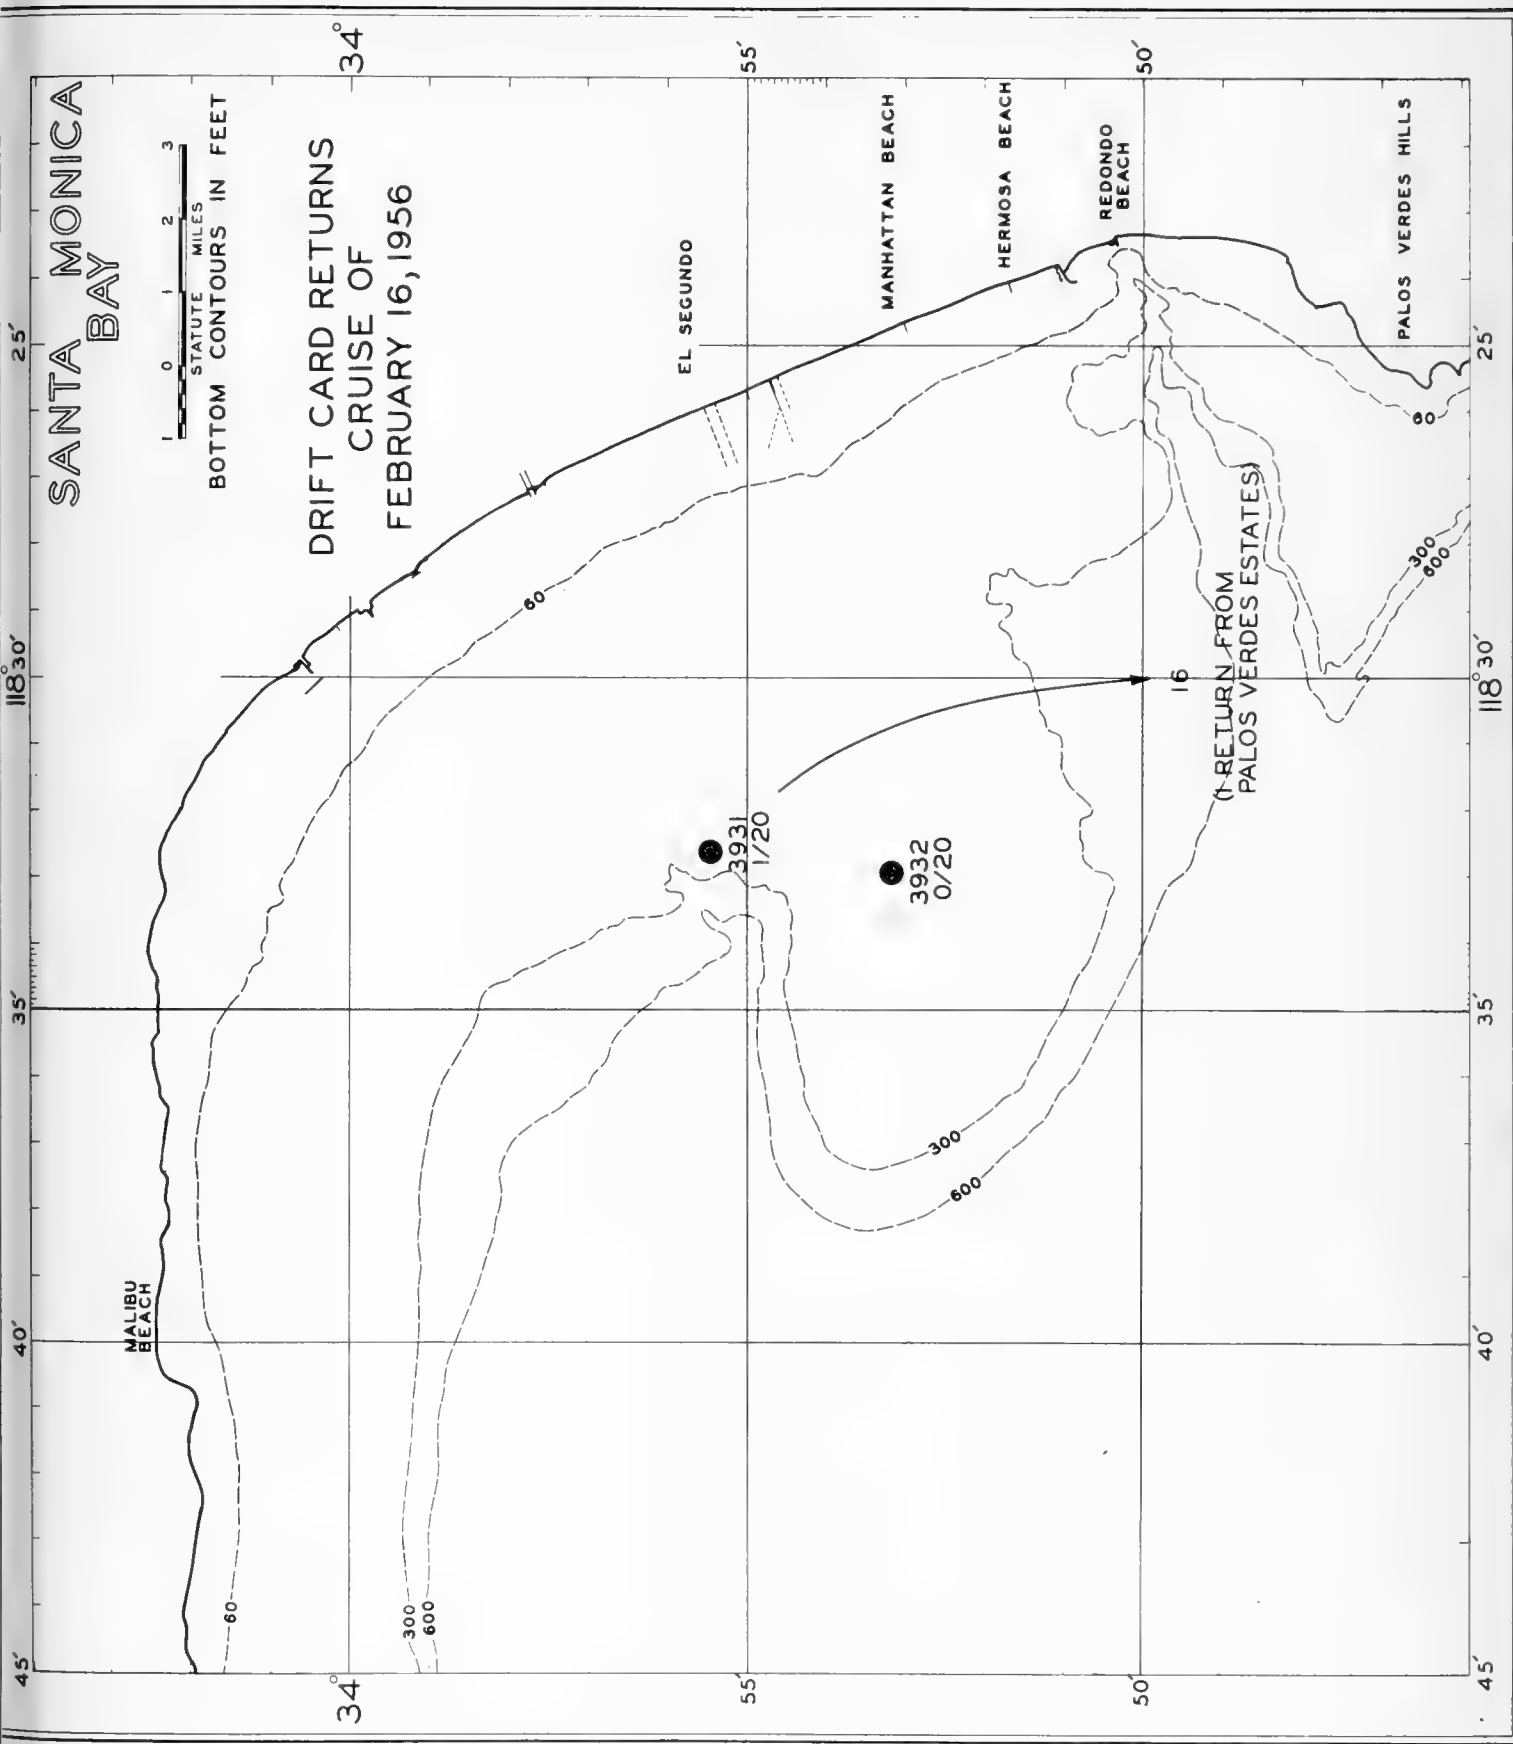 SANTA MONICA
BAY
1 0 1 2 3
STATUTE MILES
BOTTOM CONTOURS IN FEET
DRIFT CARD RETURNS
CRUISE OF
FEBRUARY 16, 1956
45′
40′
35′
118°30′
25′
34°
34°
55′
55′
50′
50′
45′
40′
35′
118°30′
25′
MALIBU
BEACH
EL SEGUNDO
MANHATTAN BEACH
HERMOSA BEACH
REDONDO
BEACH
PALOS VERDES HILLS
60
60
60
300
600
300
600
300
600
3931
1/20
3932
0/20
16
(1 RETURN FROM
PALOS VERDES ESTATES)